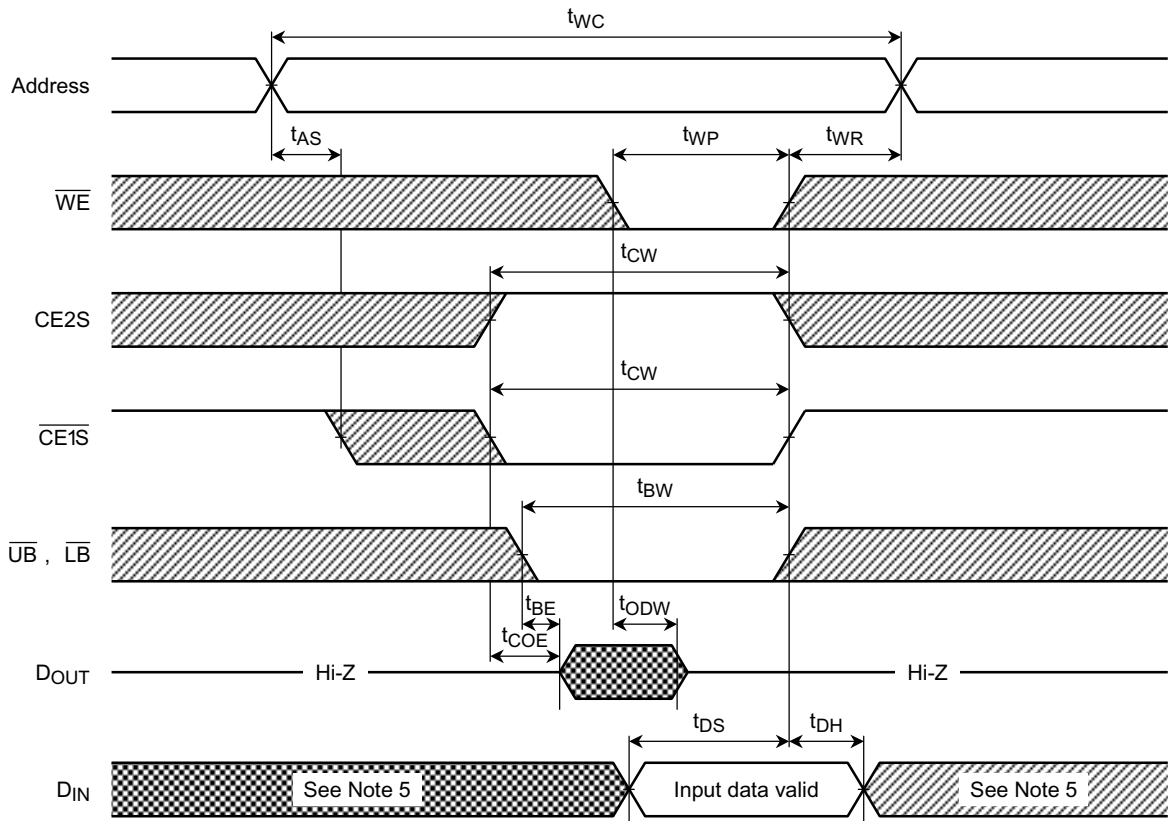 tWC
Address
tAS
tWP
tWR
WE
tCW
CE2S
tCW
CE1S
tBW
UB , LB
tBE
tODW
tCOE
DOUT
Hi-Z
Hi-Z
tDS
tDH
DIN
See Note 5
Input data valid
See Note 5